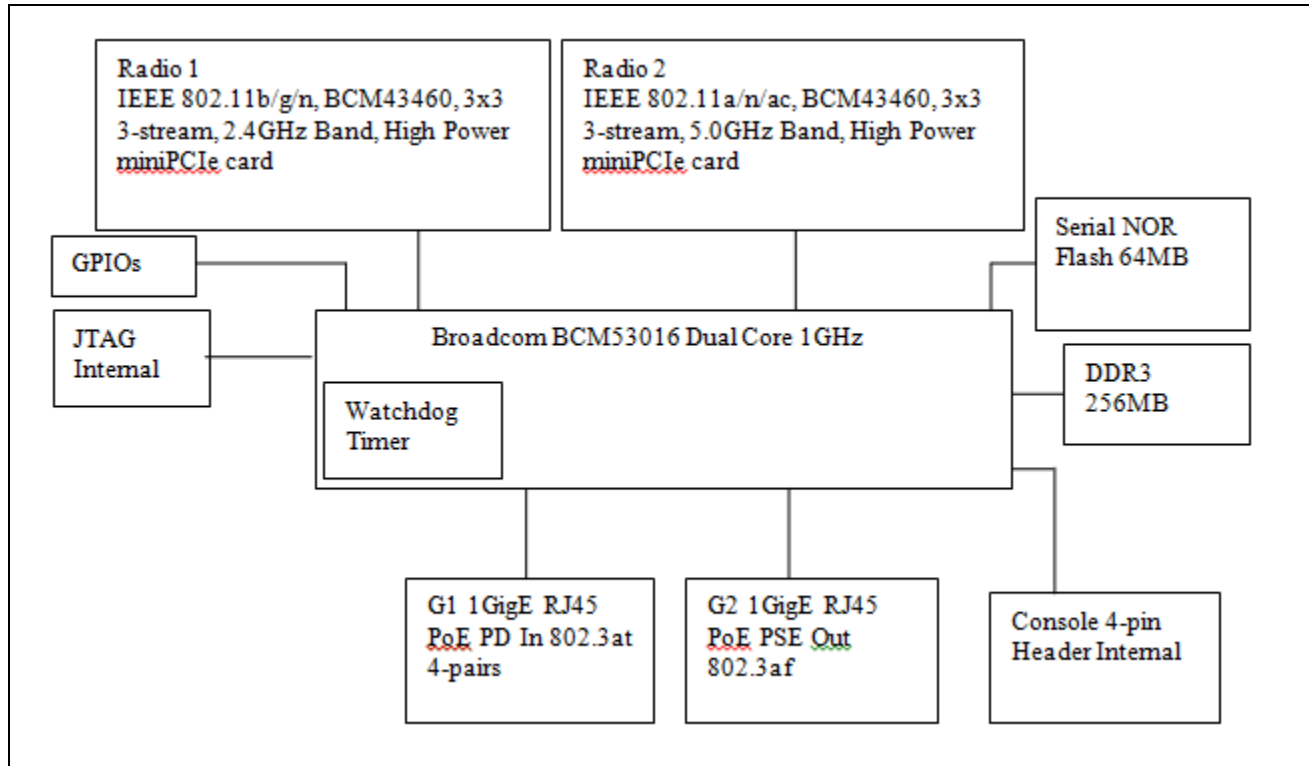 Radio 1
IEEE 802.11b/g/n, BCM43460, 3x3
3-stream, 2.4GHz Band, High Power
miniPCIe card
Radio 2
IEEE 802.11a/n/ac, BCM43460, 3x3
3-stream, 5.0GHz Band, High Power
miniPCIe card
GPIOs
Serial NOR
Flash 64MB
JTAG
Internal
Broadcom BCM53016 Dual Core 1GHz
Watchdog
Timer
DDR3
256MB
G1 1GigE RJ45
PoE PD In 802.3at
4-pairs
G2 1GigE RJ45
PoE PSE Out
802.3af
Console 4-pin
Header Internal